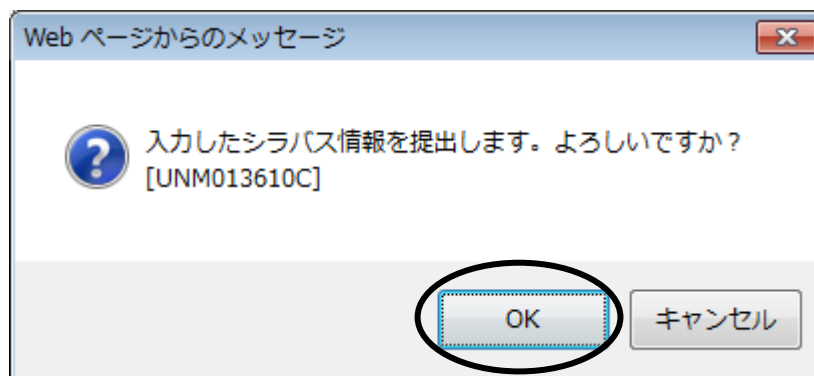 Web ページからのメッセージ
入力したシラバス情報を提出します。よろしいですか？
[UNM013610C]
OK
キャンセル